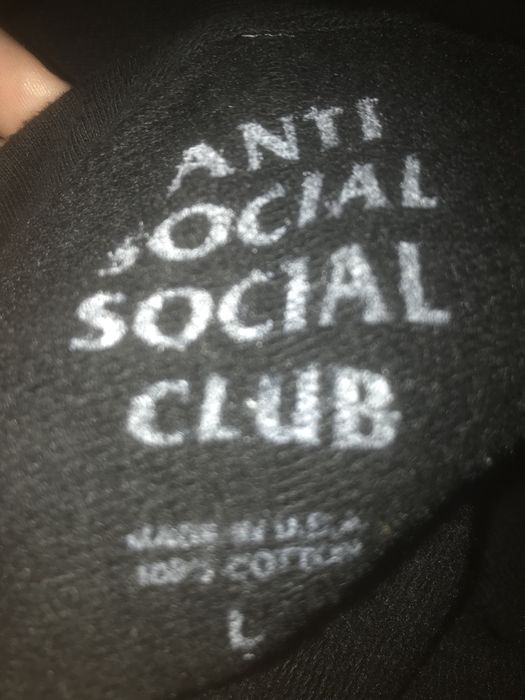 ANTI
SOCIAL
SOCIAL
CLUB
MADE IN U.S.A
100% COTTON
L